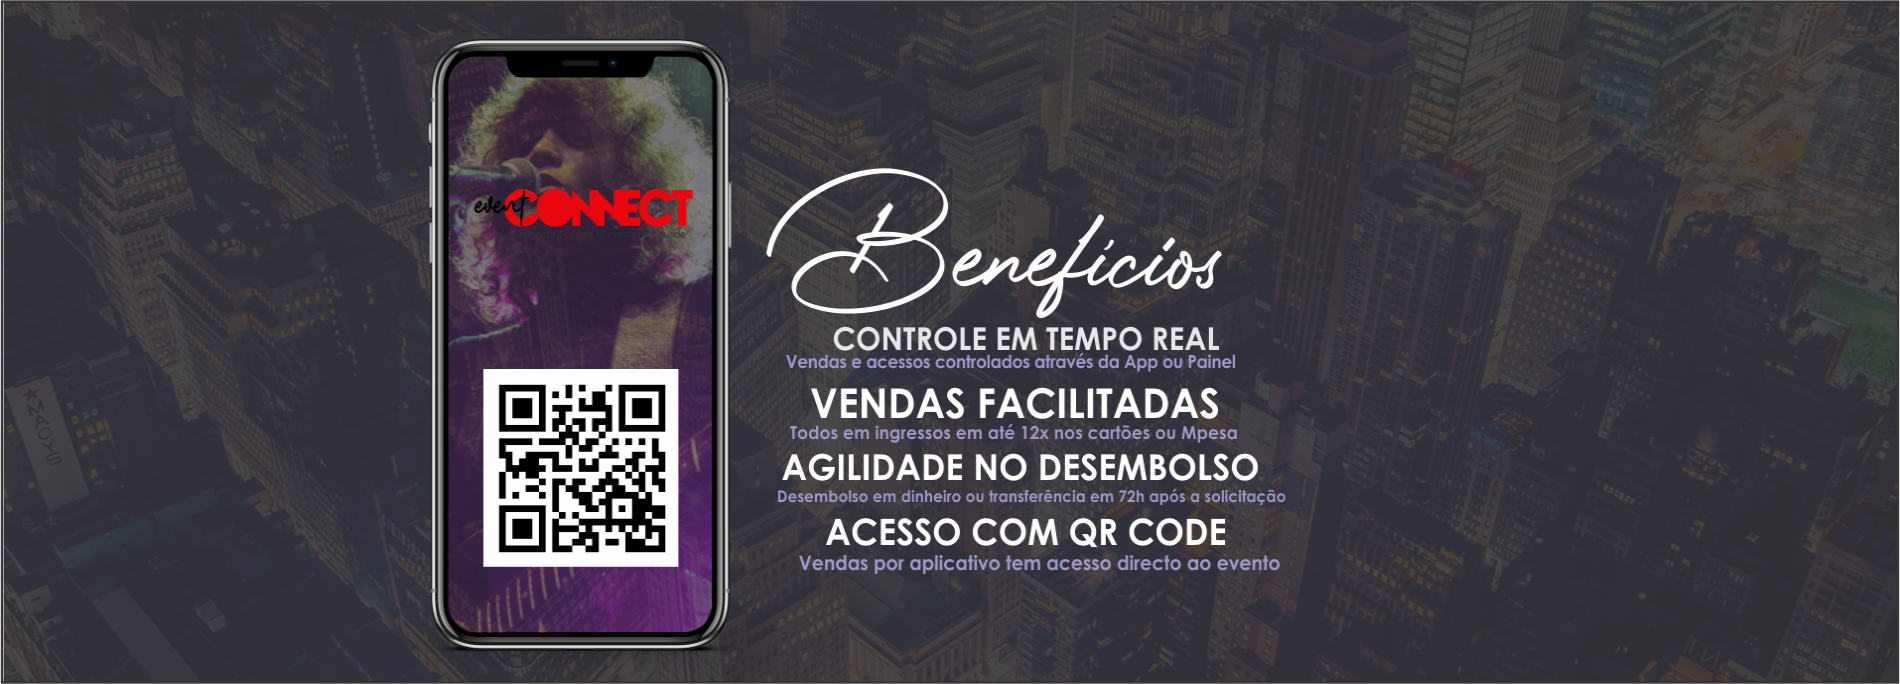 event CONNECT
Benefícios
CONTROLE EM TEMPO REAL
Vendas e acessos controlados através da App ou Painel
VENDAS FACILITADAS
Todos em ingressos em até 12x nos cartões ou Mpesa
AGILIDADE NO DESEMBOLSO
Desembolso em dinheiro ou transferência em 72h após a solicitação
ACESSO COM QR CODE
Vendas por aplicativo tem acesso directo ao evento
MACYS